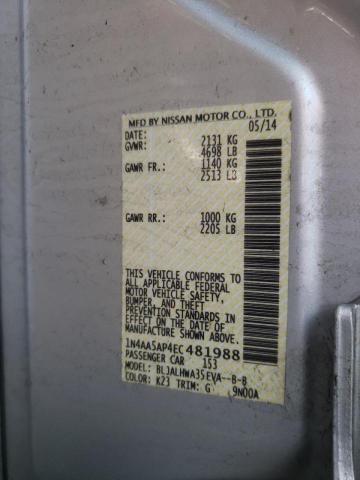 MFD BY NISSAN MOTOR CO., LTD.
DATE: 05/14
GVWR: 2131 KG
4698 LB
GAWR FR: 1140 KG
2513 LB
GAWR RR: 1000 KG
2205 LB
THIS VEHICLE CONFORMS TO
ALL APPLICABLE FEDERAL
MOTOR VEHICLE SAFETY,
BUMPER, AND THEFT
PREVENTION STANDARDS IN
EFFECT ON THE DATE OF
MANUFACTURE SHOWN ABOVE.
1N4AA5AP4EC481988
PASSENGER CAR 153
MODEL: BLJALHWA35EVA--B-B
COLOR: K23 TRIM: G 9N00A